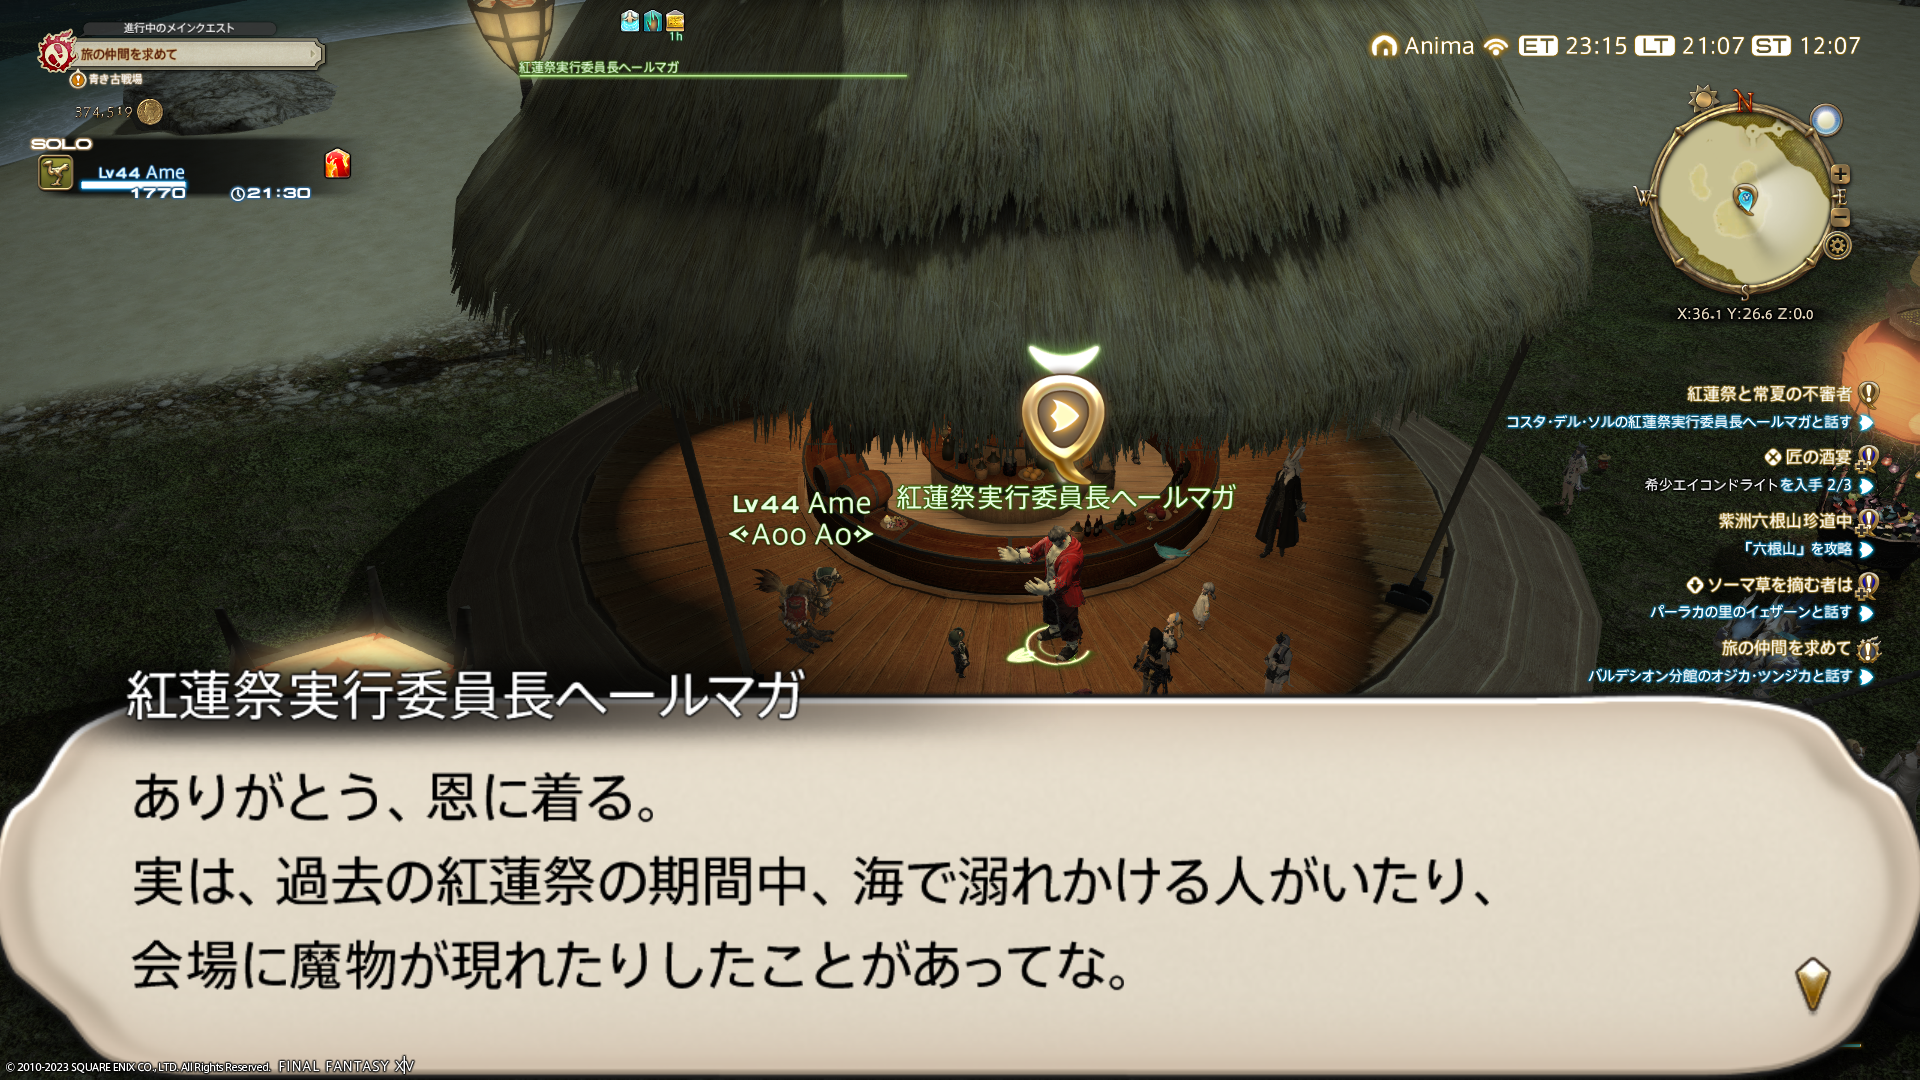 進行中のメインクエスト
旅の仲間を求めて
青き古戦場
374,519
SOLO
Lv44 Ame
1770
21:30
1h
紅蓮祭実行委員長ヘールマガ
Anima ET 23:15 LT 21:07 ST 12:07
N
W
E
S
X:36.1 Y:26.6 Z:0.0
紅蓮祭と常夏の不審者
コスタ・デル・ソルの紅蓮祭実行委員長ヘールマガと話す
匠の酒宴
希少エイコンドライトを入手 2/3
紫洲六根山珍道中
「六根山」を攻略
ソーマ草を摘む者は
パーラカの里のイェザーンと話す
旅の仲間を求めて
バルデシオン分館のオジカ・ツンジカと話す
Lv44 Ame
Aoo Ao
紅蓮祭実行委員長ヘールマガ
紅蓮祭実行委員長ヘールマガ
ありがとう、恩に着る。
実は、過去の紅蓮祭の期間中、海で溺れかける人がいたり、
会場に魔物が現れたりしたことがあってな。
© 2010-2023 SQUARE ENIX CO., LTD. All Rights Reserved. FINAL FANTASY XIV